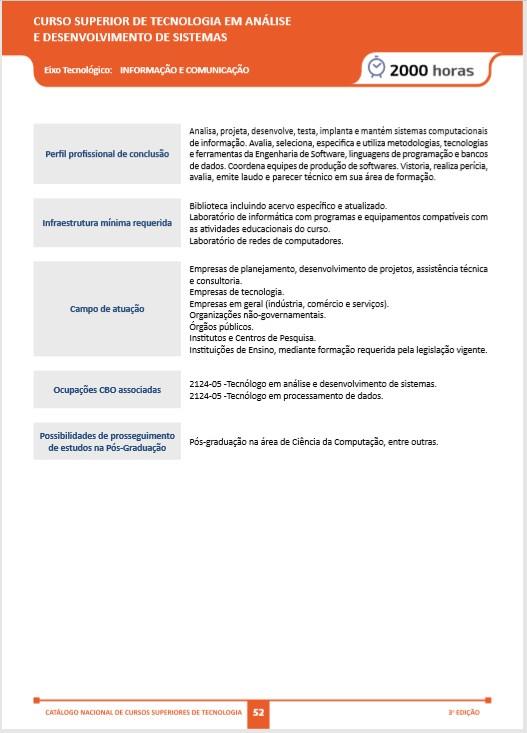 CURSO SUPERIOR DE TECNOLOGIA EM ANÁLISE
E DESENVOLVIMENTO DE SISTEMAS
Eixo Tecnológico: INFORMAÇÃO E COMUNICAÇÃO
2000 horas
Perfil profissional de conclusão
Analisa, projeta, desenvolve, testa, implanta e mantém sistemas computacionais
de informação. Avalia, seleciona, especifica e utiliza metodologias, tecnologias
e ferramentas da Engenharia de Software, linguagens de programação e bancos
de dados. Coordena equipes de produção de softwares. Vistoria, realiza perícia,
avalia, emite laudo e parecer técnico em sua área de formação.
Infraestrutura mínima requerida
Biblioteca incluindo acervo específico e atualizado.
Laboratório de informática com programas e equipamentos compatíveis com
as atividades educacionais do curso.
Laboratório de redes de computadores.
Campo de atuação
Empresas de planejamento, desenvolvimento de projetos, assistência técnica
e consultoria.
Empresas de tecnologia.
Empresas em geral (indústria, comércio e serviços).
Organizações não-governamentais.
Órgãos públicos.
Institutos e Centros de Pesquisa.
Instituições de Ensino, mediante formação requerida pela legislação vigente.
Ocupações CBO associadas
2124-05 -Tecnólogo em análise e desenvolvimento de sistemas.
2124-05 -Tecnólogo em processamento de dados.
Possibilidades de prosseguimento
de estudos na Pós-Graduação
Pós-graduação na área de Ciência da Computação, entre outras.
CATÁLOGO NACIONAL DE CURSOS SUPERIORES DE TECNOLOGIA 52 3ª EDIÇÃO